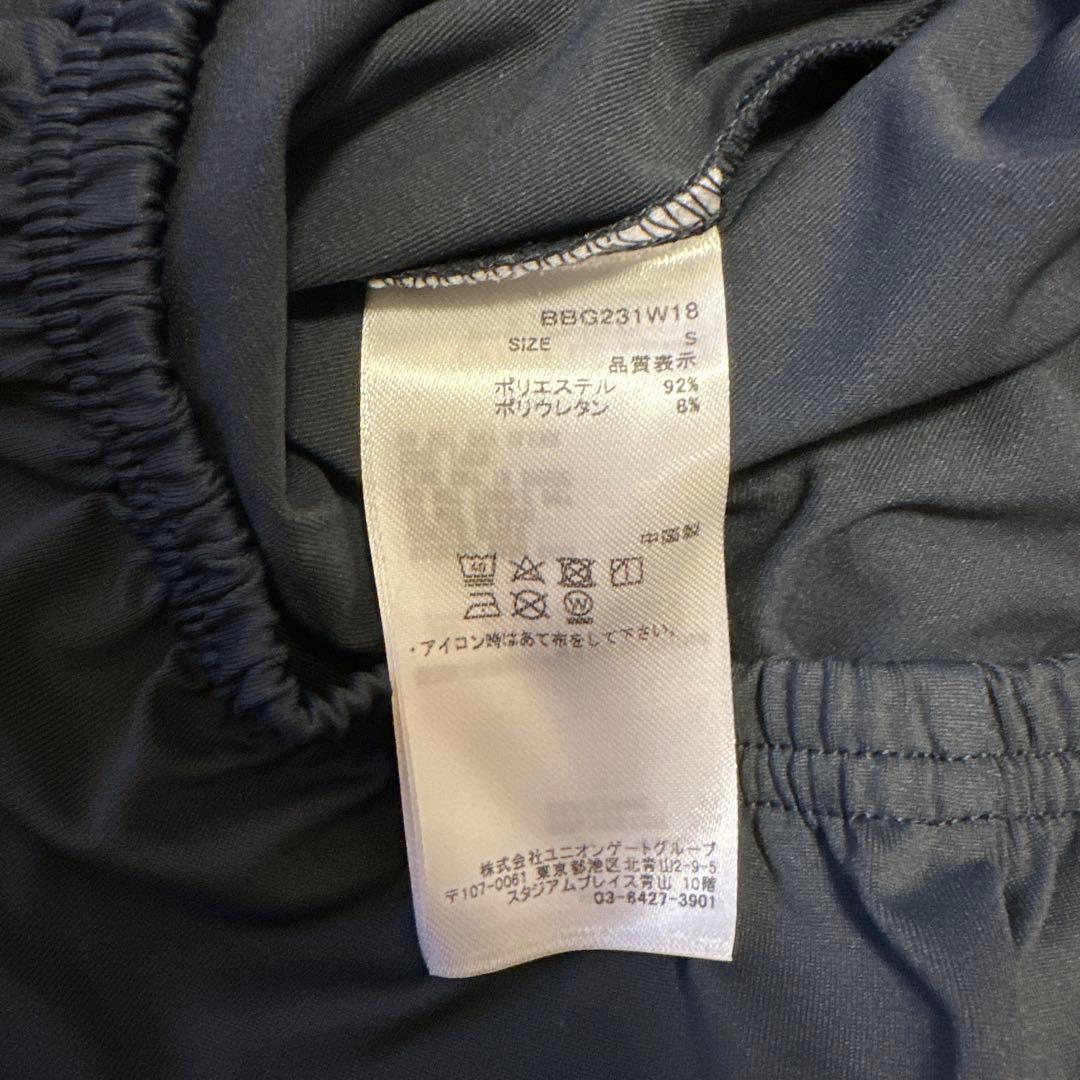 BBG231W18
SIZE S
品質表示
ポリエステル 92%
ポリウレタン 8%
中国製
40
W
・アイロン時はあて布をして下さい。
株式会社ユニオンゲートグループ
〒107-0061 東京都港区北青山2-9-5
スタジアムプレイス青山 10階
03-6427-3901